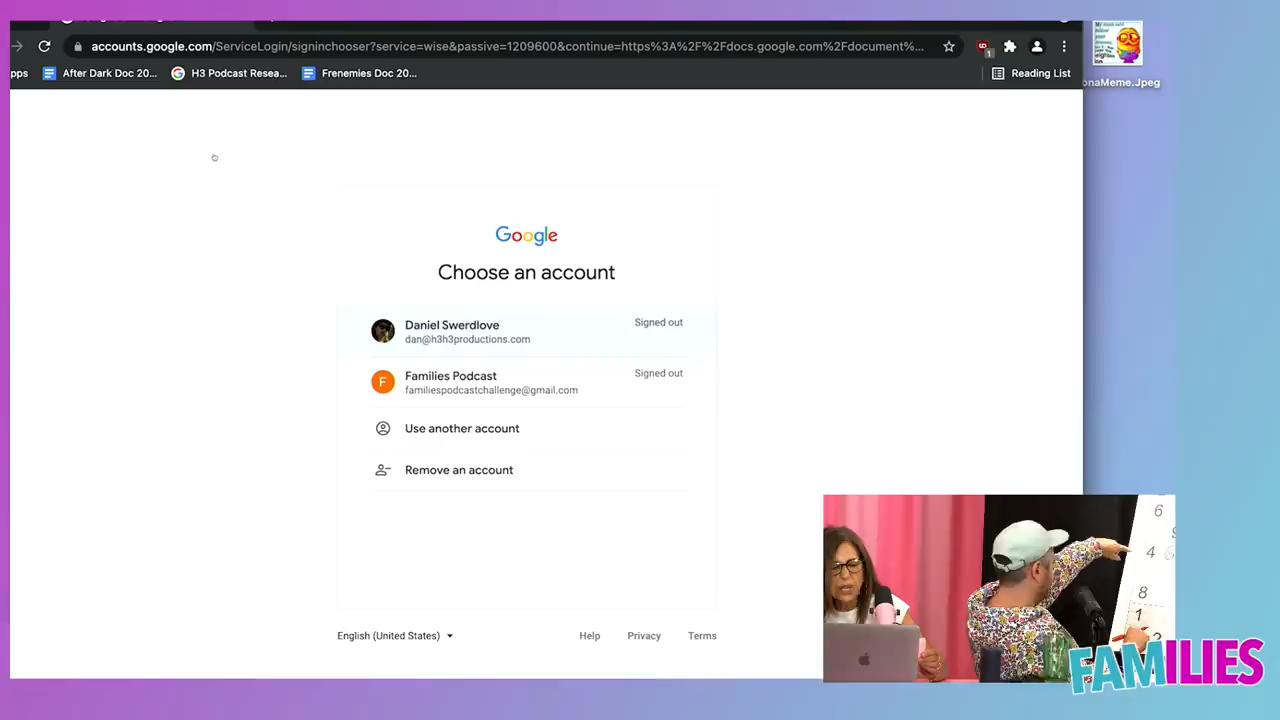 accounts.google.com/ServiceLogin/signinchooser?service=wise&passive=1209600&continue=https%3A%2F%2Fdocs.google.com%2Fdocument%...
1
pps After Dark Doc 20... H3 Podcast Resea... Frenemies Doc 20... Reading List
onaMeme.Jpeg
Google
Choose an account
Daniel Swerdlove
Signed out
dan@h3h3productions.com
F
Families Podcast
Signed out
familiespodcastchallenge@gmail.com
Use another account
Remove an account
6
4
8
1
English (United States) Help Privacy Terms
FAMILIES